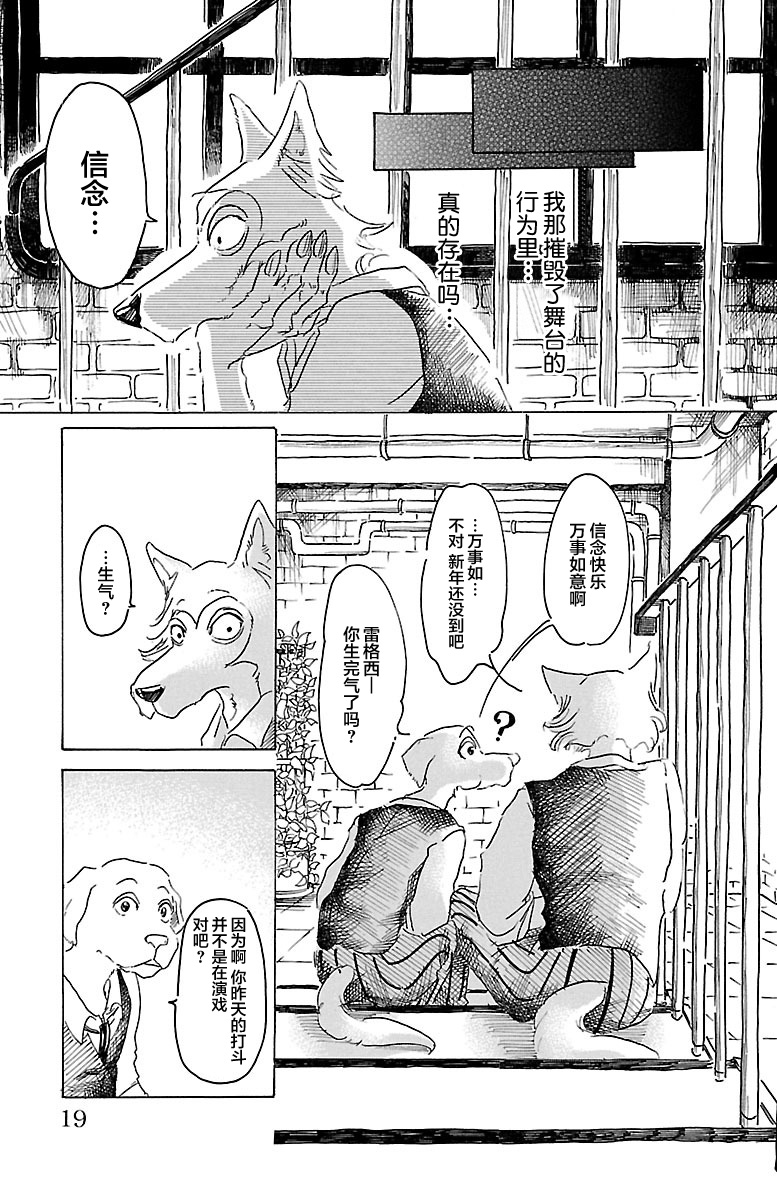 我那摧毁了舞台的
行为里…
真的存在吗…
信念…
信念快乐
万事如意啊
…万事如…
不对 新年还没到吧
雷格西—
你生完气了吗？
？
…生气？
因为啊 你昨天的打斗
并不是在演戏
对吧？
19